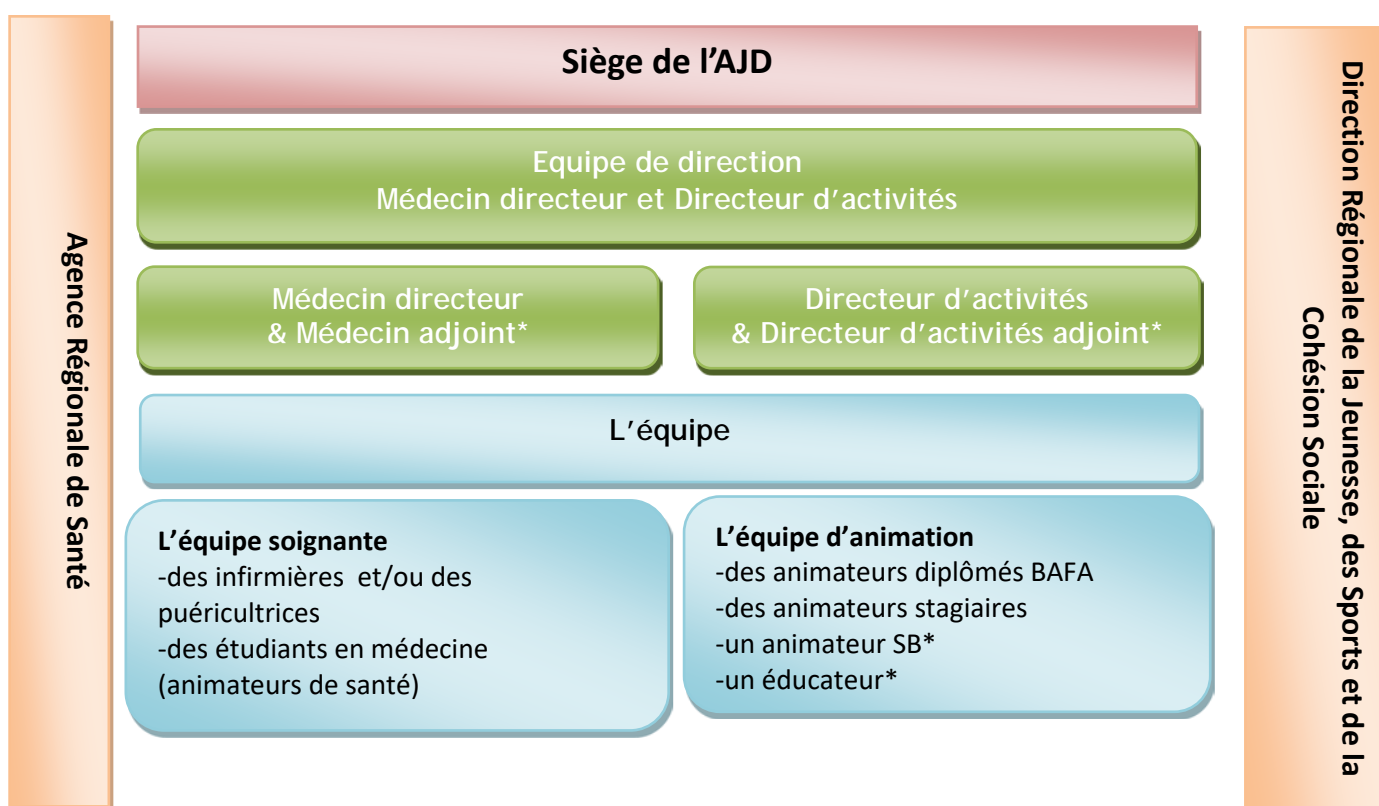 Siège de l'AJD
Equipe de direction
Médecin directeur et Directeur d'activités
Médecin directeur
& Médecin adjoint*
Directeur d'activités
& Directeur d'activités adjoint*
L'équipe
L'équipe soignante
-des infirmières et/ou des
puéricultrices
-des étudiants en médecine
(animateurs de santé)
L'équipe d'animation
-des animateurs diplômés BAFA
-des animateurs stagiaires
-un animateur SB*
-un éducateur*
Agence Régionale de Santé
Direction Régionale de la Jeunesse, des Sports et de la
Cohésion Sociale